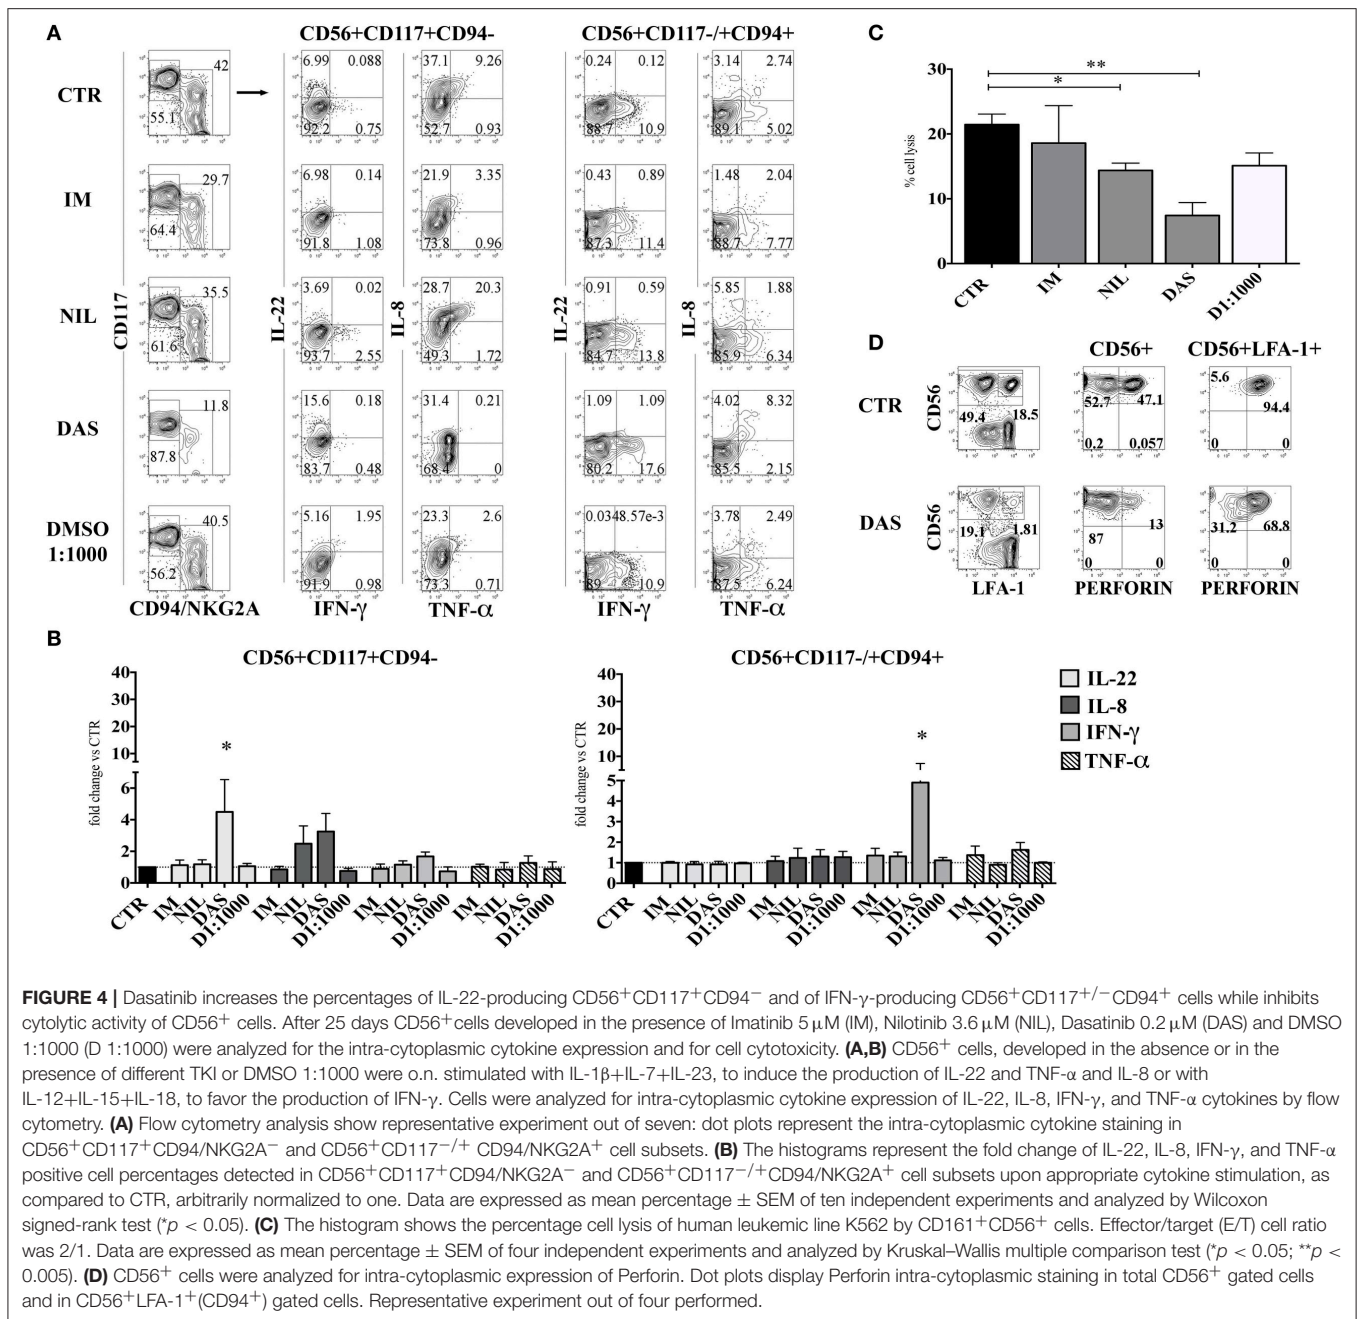 A
CD56+CD117+CD94-
CD56+CD117-/+CD94+
CTR
42
55.1
6.99 0.088
92.2 0.75
37.1 9.26
52.7 0.93
0.24 0.12
88.7 10.9
3.14 2.74
89.1 5.02
IM
29.7
64.4
6.98 0.14
91.8 1.08
21.9 3.35
73.8 0.96
0.43 0.89
87.3 11.4
1.48 2.04
88.7 7.77
NIL
35.5
61.6
3.69 0.02
93.7 2.55
28.7 20.3
49.3 1.72
0.91 0.59
84.7 13.8
5.85 1.88
85.9 6.34
DAS
11.8
87.8
15.6 0.18
83.7 0.48
31.4 0.21
68.4 0
1.09 1.09
80.2 17.6
4.02 8.32
85.5 2.15
DMSO
1:1000
40.5
56.2
5.16 1.95
91.9 0.98
23.3 2.6
73.3 0.71
0.0348.57e-3
89 10.9
3.78 2.49
87.5 6.24
CD117
IL-22
IL-8
IL-22
IL-8
CD94/NKG2A
IFN-γ
TNF-α
IFN-γ
TNF-α
C
% cell lysis
30
20
10
0
*
**
CTR
IM
NIL
DAS
D1:1000
D
CD56+
CD56+LFA-1+
CTR
CD56
49.4 18.5
52.7 47.1
0.2 0.057
5.6
94.4
0 0
DAS
CD56
19.1 1.81
87 13
0 0
31.2 68.8
0 0
LFA-1
PERFORIN
PERFORIN
B
CD56+CD117+CD94-
fold change vs CTR
40
30
20
10
6
4
2
0
*
CTR
IM
NIL
DAS
D1:1000
IM
NIL
DAS
D1:1000
IM
NIL
DAS
D1:1000
IM
NIL
DAS
D1:1000
CD56+CD117-/+CD94+
fold change vs CTR
40
30
20
10
5
4
3
2
1
0
*
CTR
IM
NIL
DAS
D1:1000
IM
NIL
DAS
D1:1000
IM
NIL
DAS
D1:1000
IM
NIL
DAS
D1:1000
IL-22
IL-8
IFN-γ
TNF-α
FIGURE 4 | Dasatinib increases the percentages of IL-22-producing CD56⁺CD117⁺CD94⁻ and of IFN-γ-producing CD56⁺CD117⁺/⁻CD94⁺ cells while inhibits
cytolytic activity of CD56⁺ cells. After 25 days CD56⁺cells developed in the presence of Imatinib 5 μM (IM), Nilotinib 3.6 μM (NIL), Dasatinib 0.2 μM (DAS) and DMSO
1:1000 (D 1:1000) were analyzed for the intra-cytoplasmic cytokine expression and for cell cytotoxicity. (A,B) CD56⁺ cells, developed in the absence or in the
presence of different TKI or DMSO 1:1000 were o.n. stimulated with IL-1β+IL-7+IL-23, to induce the production of IL-22 and TNF-α and IL-8 or with
IL-12+IL-15+IL-18, to favor the production of IFN-γ. Cells were analyzed for intra-cytoplasmic cytokine expression of IL-22, IL-8, IFN-γ, and TNF-α cytokines by flow
cytometry. (A) Flow cytometry analysis show representative experiment out of seven: dot plots represent the intra-cytoplasmic cytokine staining in
CD56⁺CD117⁺CD94/NKG2A⁻ and CD56⁺CD117⁻/⁺ CD94/NKG2A⁺ cell subsets. (B) The histograms represent the fold change of IL-22, IL-8, IFN-γ, and TNF-α
positive cell percentages detected in CD56⁺CD117⁺CD94/NKG2A⁻ and CD56⁺CD117⁻/⁺CD94/NKG2A⁺ cell subsets upon appropriate cytokine stimulation, as
compared to CTR, arbitrarily normalized to one. Data are expressed as mean percentage ± SEM of ten independent experiments and analyzed by Wilcoxon
signed-rank test (*p < 0.05). (C) The histogram shows the percentage cell lysis of human leukemic line K562 by CD161⁺CD56⁺ cells. Effector/target (E/T) cell ratio
was 2/1. Data are expressed as mean percentage ± SEM of four independent experiments and analyzed by Kruskal–Wallis multiple comparison test (*p < 0.05; **p <
0.005). (D) CD56⁺ cells were analyzed for intra-cytoplasmic expression of Perforin. Dot plots display Perforin intra-cytoplasmic staining in total CD56⁺ gated cells
and in CD56⁺LFA-1⁺(CD94⁺) gated cells. Representative experiment out of four performed.